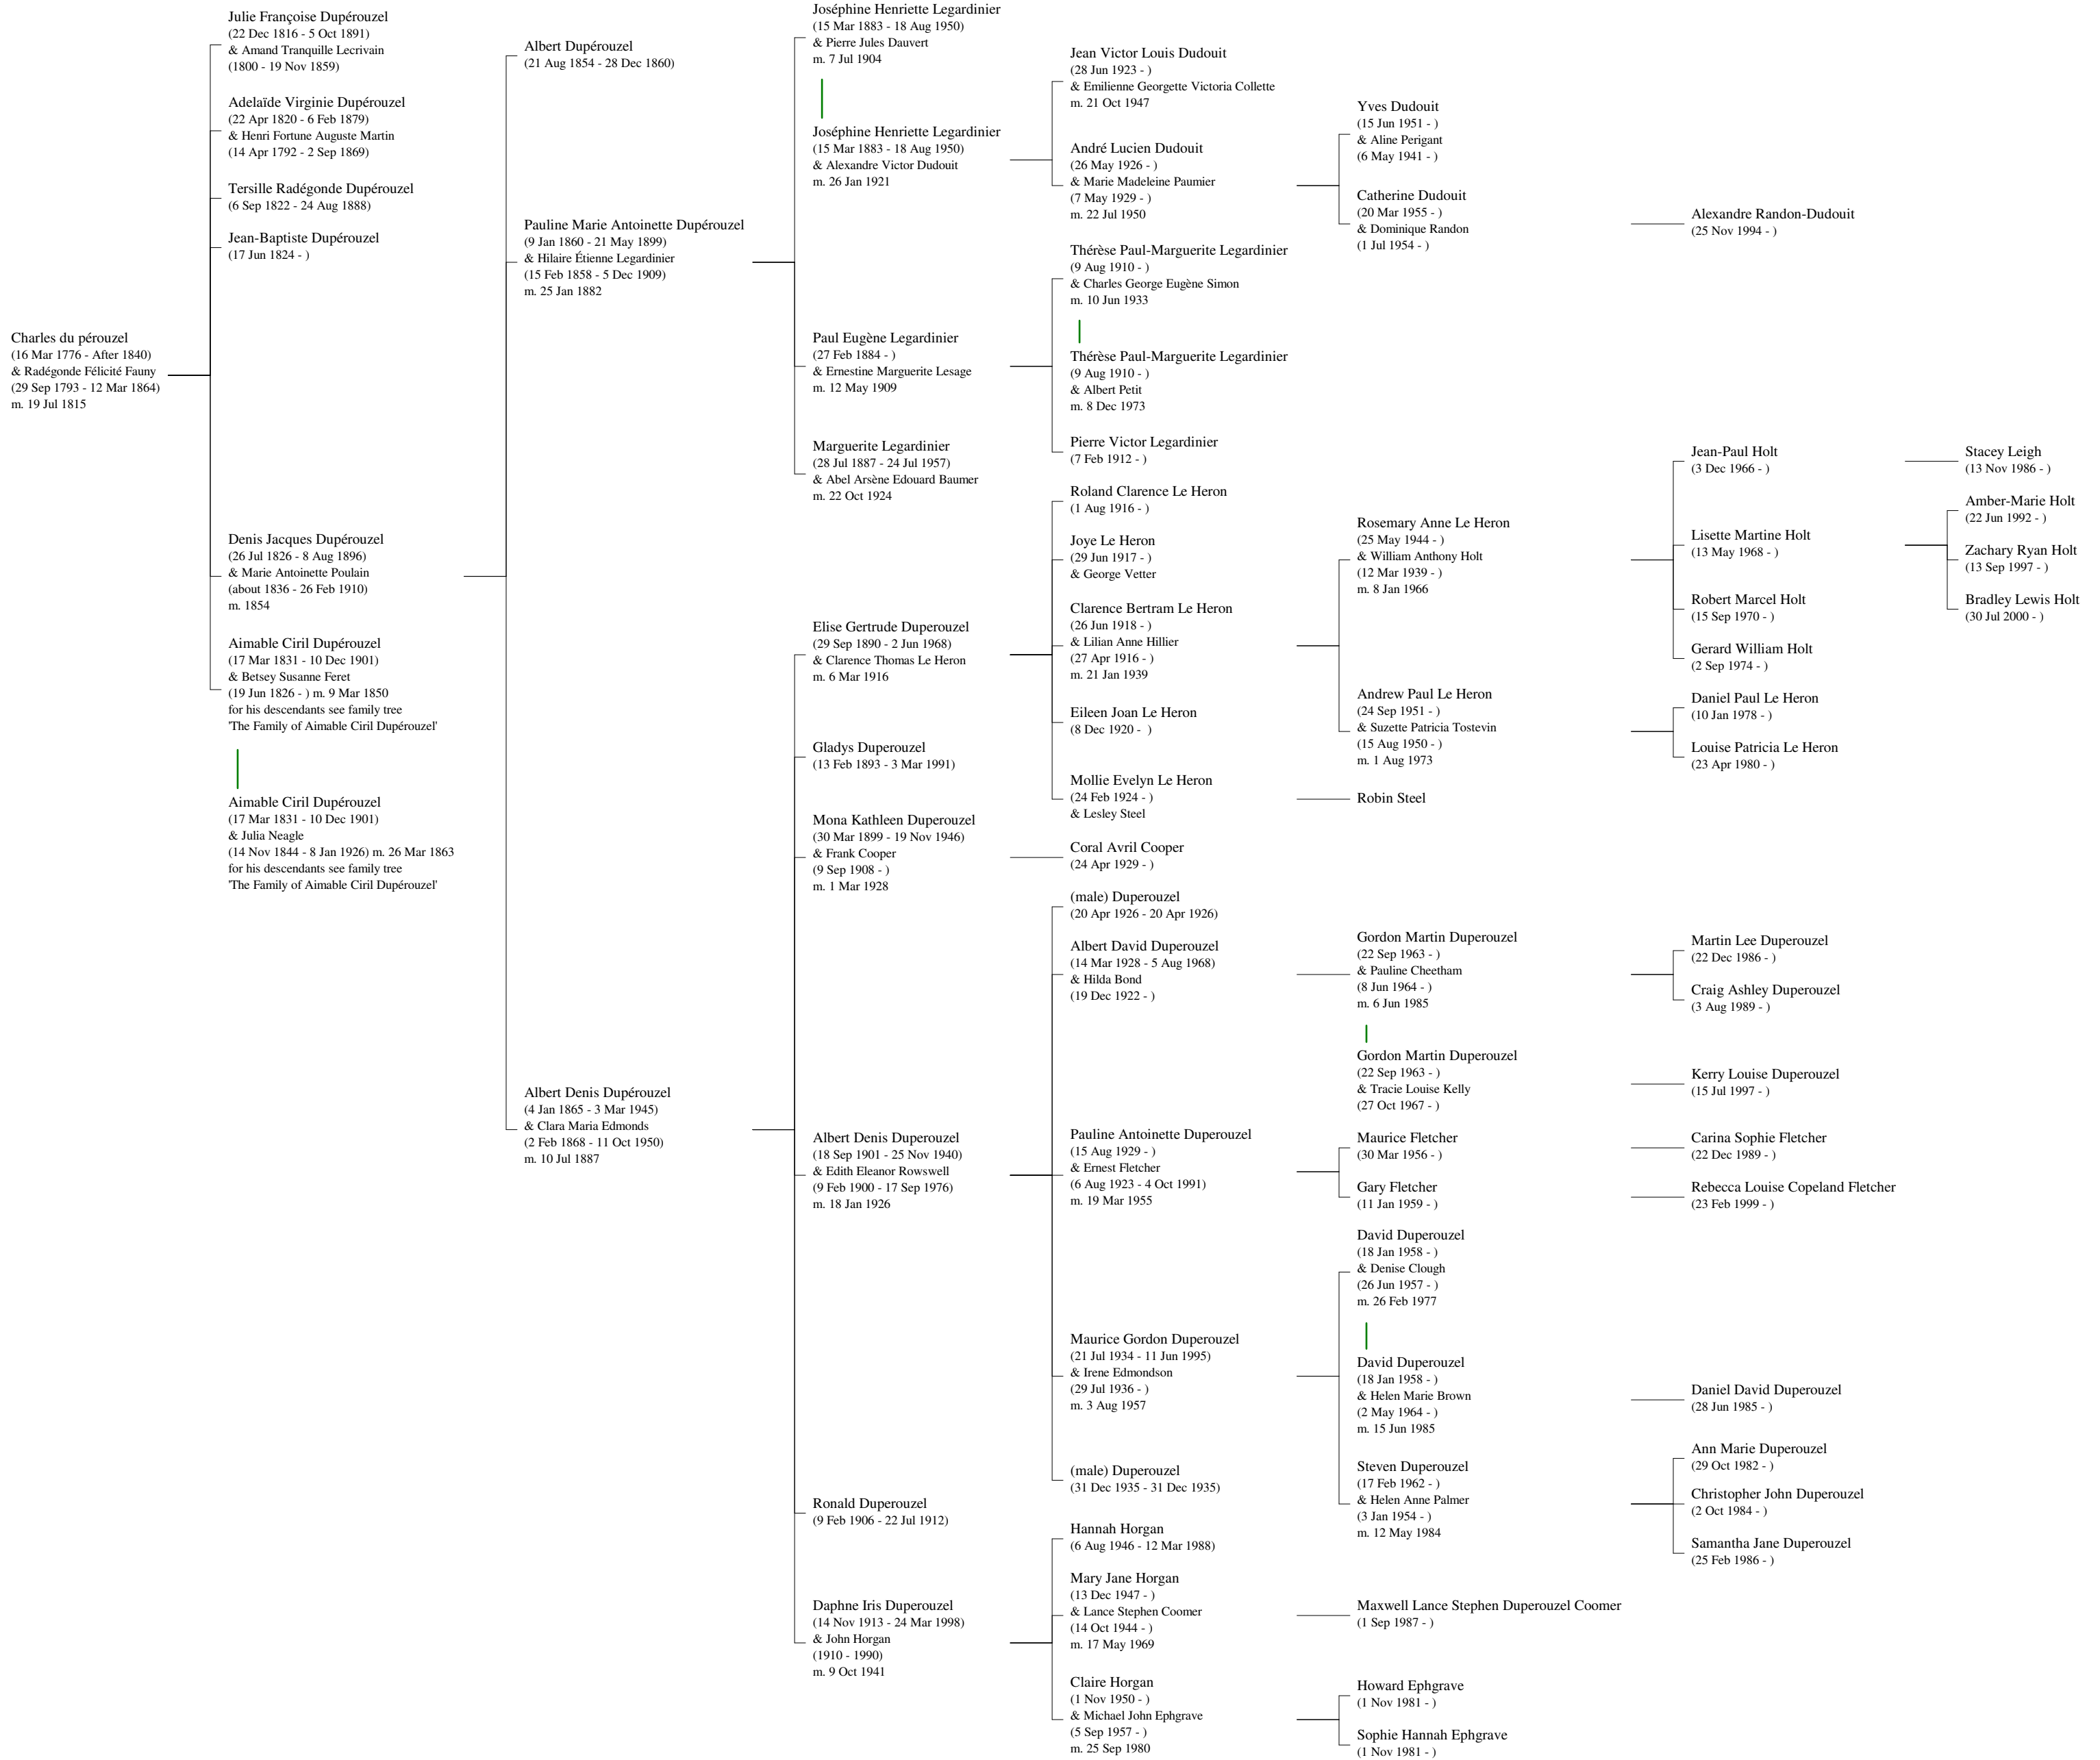 Charles du pérouzel
(16 Mar 1776 - After 1840)
& Radégonde Félicité Fauny
(29 Sep 1793 - 12 Mar 1864)
m. 19 Jul 1815
Julie Françoise Dupérouzel
(22 Dec 1816 - 5 Oct 1891)
& Amand Tranquille Lecrivain
(1800 - 19 Nov 1859)
Adelaïde Virginie Dupérouzel
(22 Apr 1820 - 6 Feb 1879)
& Henri Fortune Auguste Martin
(14 Apr 1792 - 2 Sep 1869)
Tersille Radégonde Dupérouzel
(6 Sep 1822 - 24 Aug 1888)
Jean-Baptiste Dupérouzel
(17 Jun 1824 - )
Denis Jacques Dupérouzel
(26 Jul 1826 - 8 Aug 1896)
& Marie Antoinette Poulain
(about 1836 - 26 Feb 1910)
m. 1854
Aimable Ciril Dupérouzel
(17 Mar 1831 - 10 Dec 1901)
& Betsey Susanne Feret
(19 Jun 1826 - ) m. 9 Mar 1850
for his descendants see family tree
'The Family of Aimable Ciril Dupérouzel'
Aimable Ciril Dupérouzel
(17 Mar 1831 - 10 Dec 1901)
& Julia Neagle
(14 Nov 1844 - 8 Jan 1926) m. 26 Mar 1863
for his descendants see family tree
'The Family of Aimable Ciril Dupérouzel'
Albert Dupérouzel
(21 Aug 1854 - 28 Dec 1860)
Pauline Marie Antoinette Dupérouzel
(9 Jan 1860 - 21 May 1899)
& Hilaire Étienne Legardinier
(15 Feb 1858 - 5 Dec 1909)
m. 25 Jan 1882
Albert Denis Dupérouzel
(4 Jan 1865 - 3 Mar 1945)
& Clara Maria Edmonds
(2 Feb 1868 - 11 Oct 1950)
m. 10 Jul 1887
Joséphine Henriette Legardinier
(15 Mar 1883 - 18 Aug 1950)
& Pierre Jules Dauvert
m. 7 Jul 1904
Joséphine Henriette Legardinier
(15 Mar 1883 - 18 Aug 1950)
& Alexandre Victor Dudouit
m. 26 Jan 1921
Paul Eugène Legardinier
(27 Feb 1884 - )
& Ernestine Marguerite Lesage
m. 12 May 1909
Marguerite Legardinier
(28 Jul 1887 - 24 Jul 1957)
& Abel Arsène Edouard Baumer
m. 22 Oct 1924
Elise Gertrude Duperouzel
(29 Sep 1890 - 2 Jun 1968)
& Clarence Thomas Le Heron
m. 6 Mar 1916
Gladys Duperouzel
(13 Feb 1893 - 3 Mar 1991)
Mona Kathleen Duperouzel
(30 Mar 1899 - 19 Nov 1946)
& Frank Cooper
(9 Sep 1908 - )
m. 1 Mar 1928
Albert Denis Duperouzel
(18 Sep 1901 - 25 Nov 1940)
& Edith Eleanor Rowswell
(9 Feb 1900 - 17 Sep 1976)
m. 18 Jan 1926
Ronald Duperouzel
(9 Feb 1906 - 22 Jul 1912)
Daphne Iris Duperouzel
(14 Nov 1913 - 24 Mar 1998)
& John Horgan
(1910 - 1990)
m. 9 Oct 1941
Jean Victor Louis Dudouit
(28 Jun 1923 - )
& Emilienne Georgette Victoria Collette
m. 21 Oct 1947
André Lucien Dudouit
(26 May 1926 - )
& Marie Madeleine Paumier
(7 May 1929 - )
m. 22 Jul 1950
Thérèse Paul-Marguerite Legardinier
(9 Aug 1910 - )
& Charles George Eugène Simon
m. 10 Jun 1933
Thérèse Paul-Marguerite Legardinier
(9 Aug 1910 - )
& Albert Petit
m. 8 Dec 1973
Pierre Victor Legardinier
(7 Feb 1912 - )
Roland Clarence Le Heron
(1 Aug 1916 - )
Joye Le Heron
(29 Jun 1917 - )
& George Vetter
Clarence Bertram Le Heron
(26 Jun 1918 - )
& Lilian Anne Hillier
(27 Apr 1916 - )
m. 21 Jan 1939
Eileen Joan Le Heron
(8 Dec 1920 - )
Mollie Evelyn Le Heron
(24 Feb 1924 - )
& Lesley Steel
Coral Avril Cooper
(24 Apr 1929 - )
(male) Duperouzel
(20 Apr 1926 - 20 Apr 1926)
Albert David Duperouzel
(14 Mar 1928 - 5 Aug 1968)
& Hilda Bond
(19 Dec 1922 - )
Pauline Antoinette Duperouzel
(15 Aug 1929 - )
& Ernest Fletcher
(6 Aug 1923 - 4 Oct 1991)
m. 19 Mar 1955
Maurice Gordon Duperouzel
(21 Jul 1934 - 11 Jun 1995)
& Irene Edmondson
(29 Jul 1936 - )
m. 3 Aug 1957
(male) Duperouzel
(31 Dec 1935 - 31 Dec 1935)
Hannah Horgan
(6 Aug 1946 - 12 Mar 1988)
Mary Jane Horgan
(13 Dec 1947 - )
& Lance Stephen Coomer
(14 Oct 1944 - )
m. 17 May 1969
Claire Horgan
(1 Nov 1950 - )
& Michael John Ephgrave
(5 Sep 1957 - )
m. 25 Sep 1980
Yves Dudouit
(15 Jun 1951 - )
& Aline Perigant
(6 May 1941 - )
Catherine Dudouit
(20 Mar 1955 - )
& Dominique Randon
(1 Jul 1954 - )
Rosemary Anne Le Heron
(25 May 1944 - )
& William Anthony Holt
(12 Mar 1939 - )
m. 8 Jan 1966
Andrew Paul Le Heron
(24 Sep 1951 - )
& Suzette Patricia Tostevin
(15 Aug 1950 - )
m. 1 Aug 1973
Robin Steel
Gordon Martin Duperouzel
(22 Sep 1963 - )
& Pauline Cheetham
(8 Jun 1964 - )
m. 6 Jun 1985
Gordon Martin Duperouzel
(22 Sep 1963 - )
& Tracie Louise Kelly
(27 Oct 1967 - )
Maurice Fletcher
(30 Mar 1956 - )
Gary Fletcher
(11 Jan 1959 - )
David Duperouzel
(18 Jan 1958 - )
& Denise Clough
(26 Jun 1957 - )
m. 26 Feb 1977
David Duperouzel
(18 Jan 1958 - )
& Helen Marie Brown
(2 May 1964 - )
m. 15 Jun 1985
Steven Duperouzel
(17 Feb 1962 - )
& Helen Anne Palmer
(3 Jan 1954 - )
m. 12 May 1984
Maxwell Lance Stephen Duperouzel Coomer
(1 Sep 1987 - )
Howard Ephgrave
(1 Nov 1981 - )
Sophie Hannah Ephgrave
(1 Nov 1981 - )
Alexandre Randon-Dudouit
(25 Nov 1994 - )
Jean-Paul Holt
(3 Dec 1966 - )
Lisette Martine Holt
(13 May 1968 - )
Robert Marcel Holt
(15 Sep 1970 - )
Gerard William Holt
(2 Sep 1974 - )
Daniel Paul Le Heron
(10 Jan 1978 - )
Louise Patricia Le Heron
(23 Apr 1980 - )
Martin Lee Duperouzel
(22 Dec 1986 - )
Craig Ashley Duperouzel
(3 Aug 1989 - )
Kerry Louise Duperouzel
(15 Jul 1997 - )
Carina Sophie Fletcher
(22 Dec 1989 - )
Rebecca Louise Copeland Fletcher
(23 Feb 1999 - )
Daniel David Duperouzel
(28 Jun 1985 - )
Ann Marie Duperouzel
(29 Oct 1982 - )
Christopher John Duperouzel
(2 Oct 1984 - )
Samantha Jane Duperouzel
(25 Feb 1986 - )
Stacey Leigh
(13 Nov 1986 - )
Amber-Marie Holt
(22 Jun 1992 - )
Zachary Ryan Holt
(13 Sep 1997 - )
Bradley Lewis Holt
(30 Jul 2000 - )